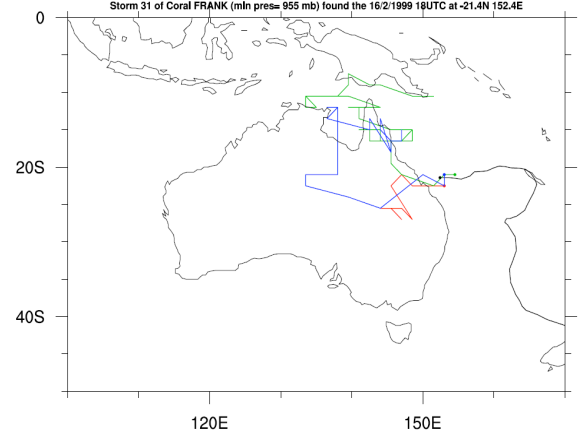 Storm 31 of Coral FRANK (min pres= 955 mb) found the 16/2/1999 18UTC at -21.4N 152.4E
0
20S
40S
120E
150E